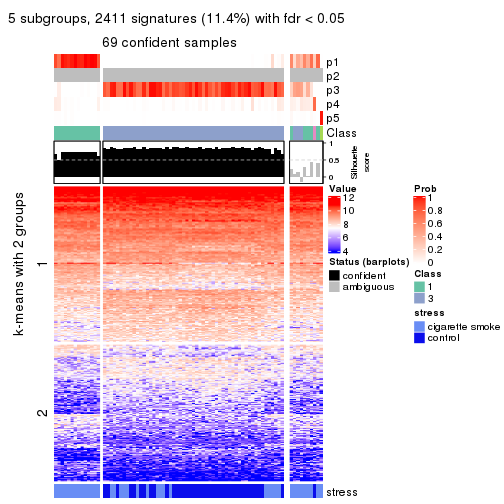 5 subgroups, 2411 signatures (11.4%) with fdr < 0.05
69 confident samples
p1
p2
p3
p4
p5
Class
1
0.5
0
Silhouette
score
k-means with 2 groups
1
2
Value
12
10
8
6
4
Status (barplots)
confident
ambiguous
Prob
1
0.8
0.6
0.4
0.2
0
Class
1
3
stress
cigarette smoke
control
stress